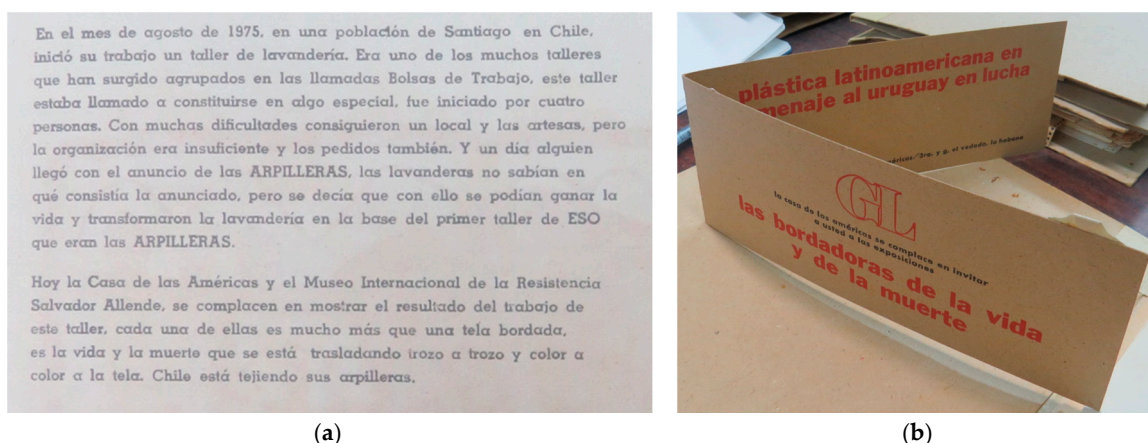 En el mes de agosto de 1975, en una población de Santiago en Chile,
inició su trabajo un taller de lavandería. Era uno de los muchos talleres
que han surgido agrupados en las llamadas Bolsas de Trabajo, este taller
estaba llamado a constituirse en algo especial, fue iniciado por cuatro
personas. Con muchas dificultades consiguieron un local y las artesas, pero
la organización era insuficiente y los pedidos también. Y un día alguien
llegó con el anuncio de las ARPILLERAS, las lavanderas no sabían en
qué consistía la anunciado, pero se decía que con ello se podían ganar la
vida y transformaron la lavandería en la base del primer taller de ESO
que eran las ARPILLERAS.
Hoy la Casa de las Américas y el Museo Internacional de la Resistencia
Salvador Allende, se complacen en mostrar el resultado del trabajo de
este taller, cada una de ellas es mucho más que una tela bordada,
es la vida y la muerte que se está trasladando trozo a trozo y color a
color a la tela. Chile está tejiendo sus arpilleras.
(a)
plástica latinoamericana en
menaje al uruguay en lucha
américas/3ra. y g. el vedado, la habana
GL
la casa de las américas se complace en invitar
a usted a las exposiciones
las bordadoras de la vida
y de la muerte
(b)